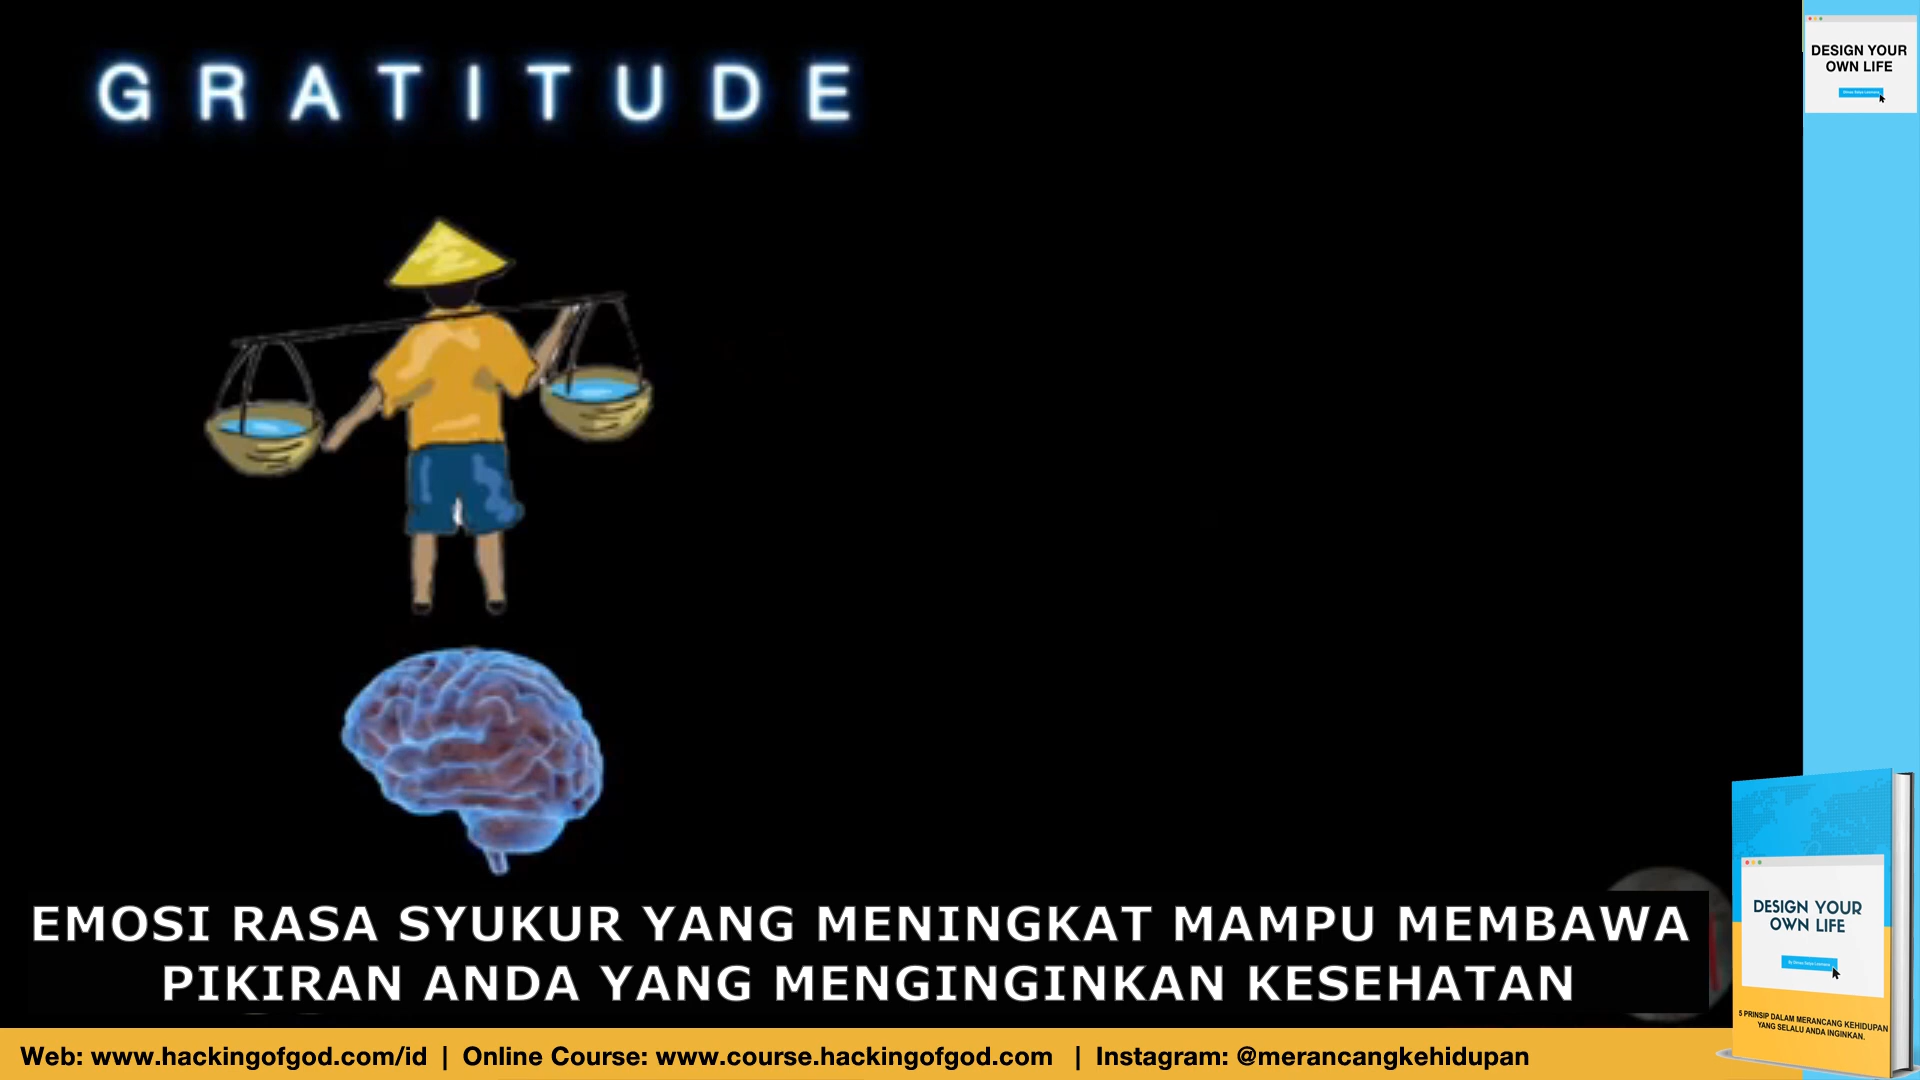 GRATITUDE
DESIGN YOUR
OWN LIFE
EMOSI RASA SYUKUR YANG MENINGKAT MAMPU MEMBAWA
PIKIRAN ANDA YANG MENGINGINKAN KESEHATAN
DESIGN YOUR
OWN LIFE
5 PRINSIP DALAM MERANCANG KEHIDUPAN
YANG SELALU ANDA INGINKAN.
Web: www.hackingofgod.com/id | Online Course: www.course.hackingofgod.com | Instagram: @merancangkehidupan